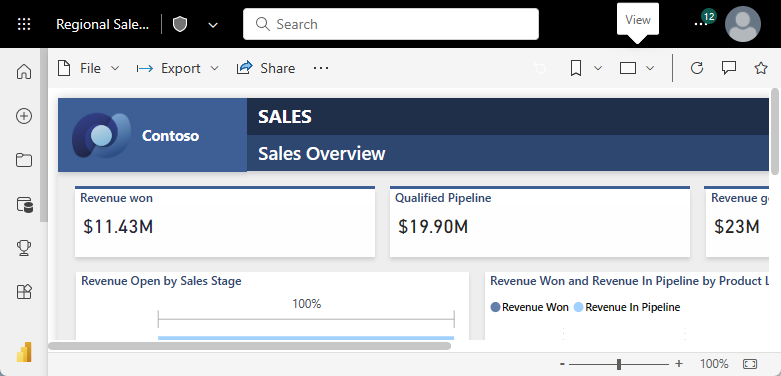 Regional Sale...
Search
View
12
File
Export
Share
Contoso
SALES
Sales Overview
Revenue won
$11.43M
Qualified Pipeline
$19.90M
Revenue g
$23M
Revenue Open by Sales Stage
100%
Revenue Won and Revenue In Pipeline by Product L
Revenue Won Revenue In Pipeline
- + 100%